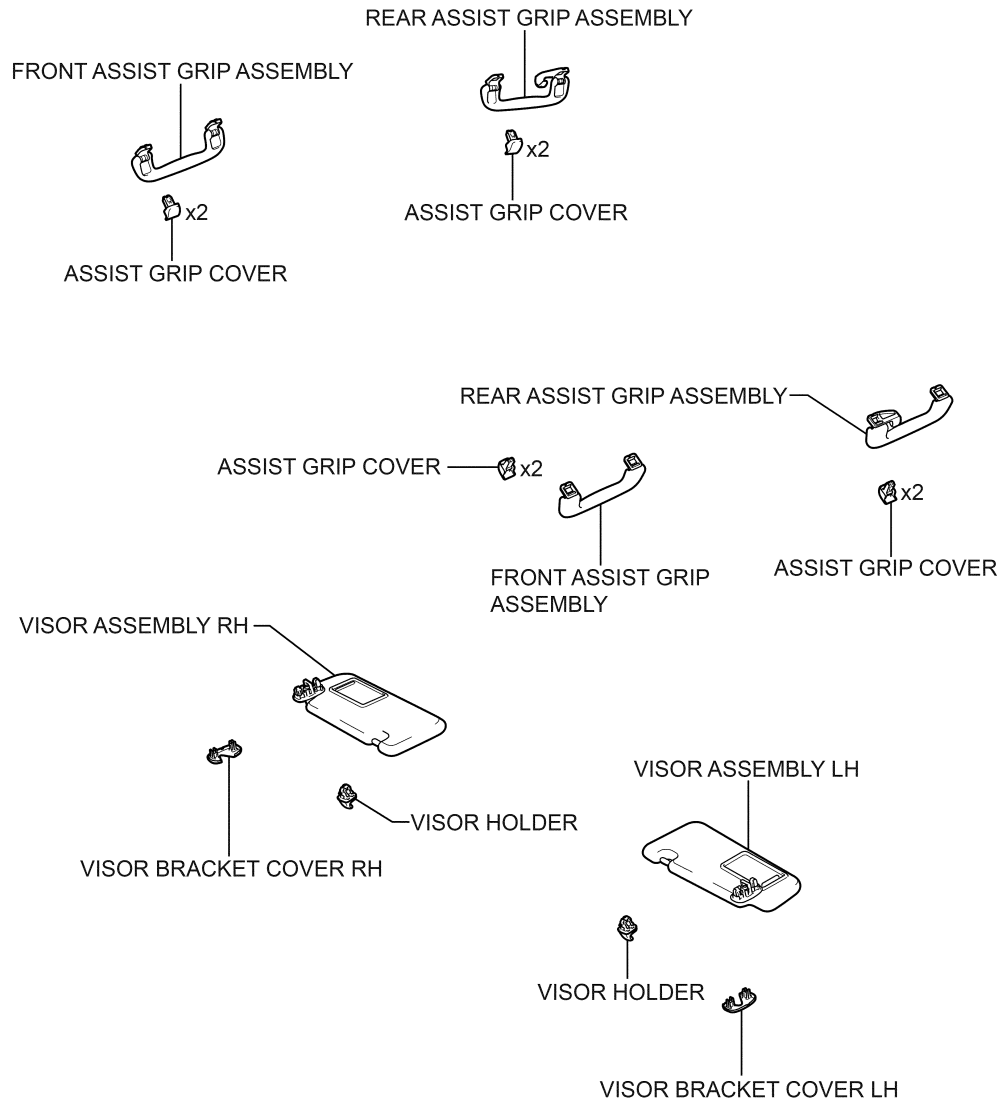 REAR ASSIST GRIP ASSEMBLY
FRONT ASSIST GRIP ASSEMBLY
x2
ASSIST GRIP COVER
x2
ASSIST GRIP COVER
REAR ASSIST GRIP ASSEMBLY
ASSIST GRIP COVER
x2
x2
ASSIST GRIP COVER
FRONT ASSIST GRIP
ASSEMBLY
VISOR ASSEMBLY RH
VISOR ASSEMBLY LH
VISOR HOLDER
VISOR BRACKET COVER RH
VISOR HOLDER
VISOR BRACKET COVER LH